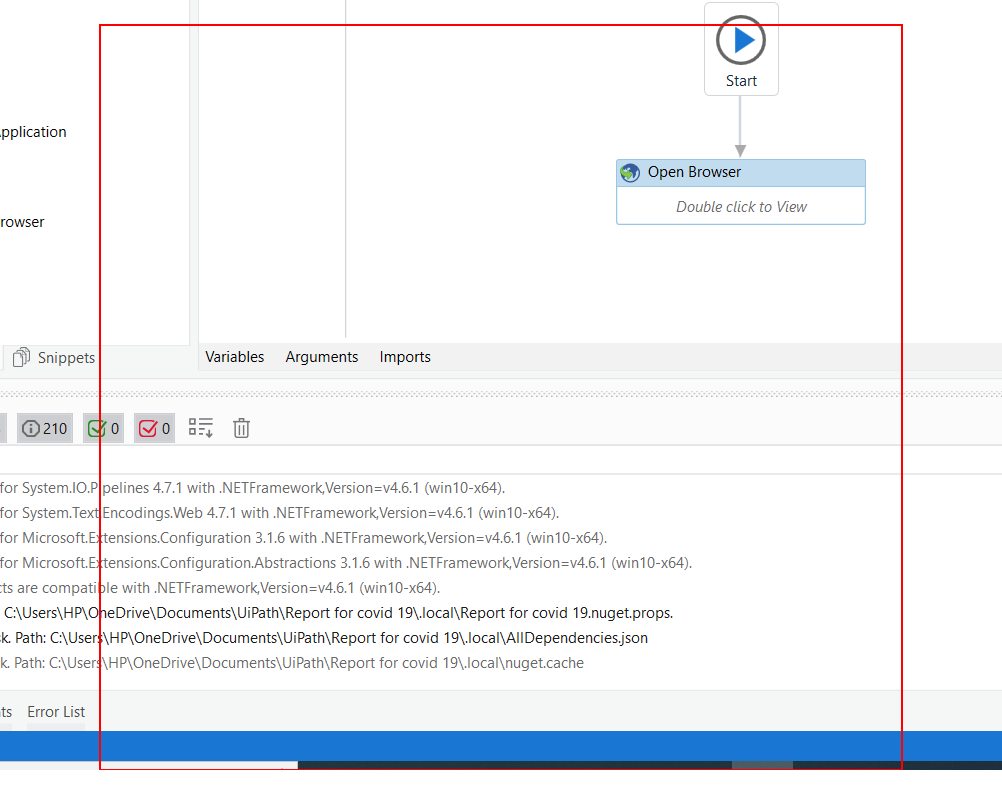 Start
pplication
Open Browser
Double click to View
rowser
Snippets
Variables Arguments Imports
210 0 0
for System.IO.Pipelines 4.7.1 with .NETFramework,Version=v4.6.1 (win10-x64).
for System.Text.Encodings.Web 4.7.1 with .NETFramework,Version=v4.6.1 (win10-x64).
for Microsoft.Extensions.Configuration 3.1.6 with .NETFramework,Version=v4.6.1 (win10-x64).
for Microsoft.Extensions.Configuration.Abstractions 3.1.6 with .NETFramework,Version=v4.6.1 (win10-x64).
cts are compatible with .NETFramework,Version=v4.6.1 (win10-x64).
C:\Users\HP\OneDrive\Documents\UiPath\Report for covid 19\.local\Report for covid 19.nuget.props.
sk. Path: C:\Users\HP\OneDrive\Documents\UiPath\Report for covid 19\.local\AllDependencies.json
k. Path: C:\Users\HP\OneDrive\Documents\UiPath\Report for covid 19\.local\nuget.cache
ts Error List